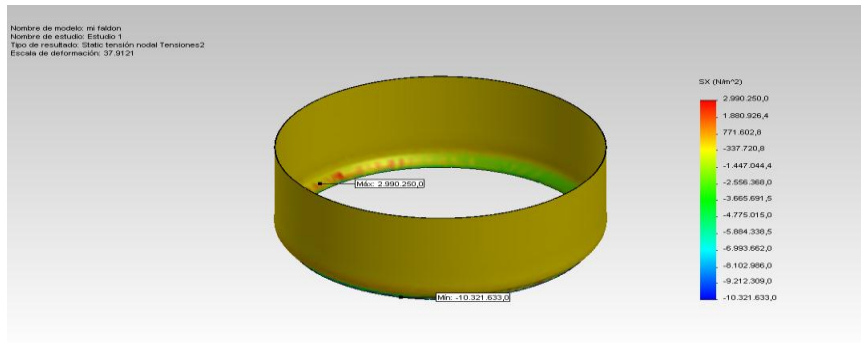 Nombre de modelo: mi faldon
Nombre de estudio: Estudio 1
Tipo de resultado: Static tensión nodal Tensiones2
Escala de deformación: 37.9121
SX (N/m^2)
2.990.250,0
1.880.926,4
771.602,8
-337.720,8
-1.447.044,4
-2.556.368,0
-3.665.691,5
-4.775.015,0
-5.884.338,5
-6.993.662,0
-8.102.986,0
-9.212.309,0
-10.321.633,0
Máx: 2.990.250,0
Mín: -10.321.633,0